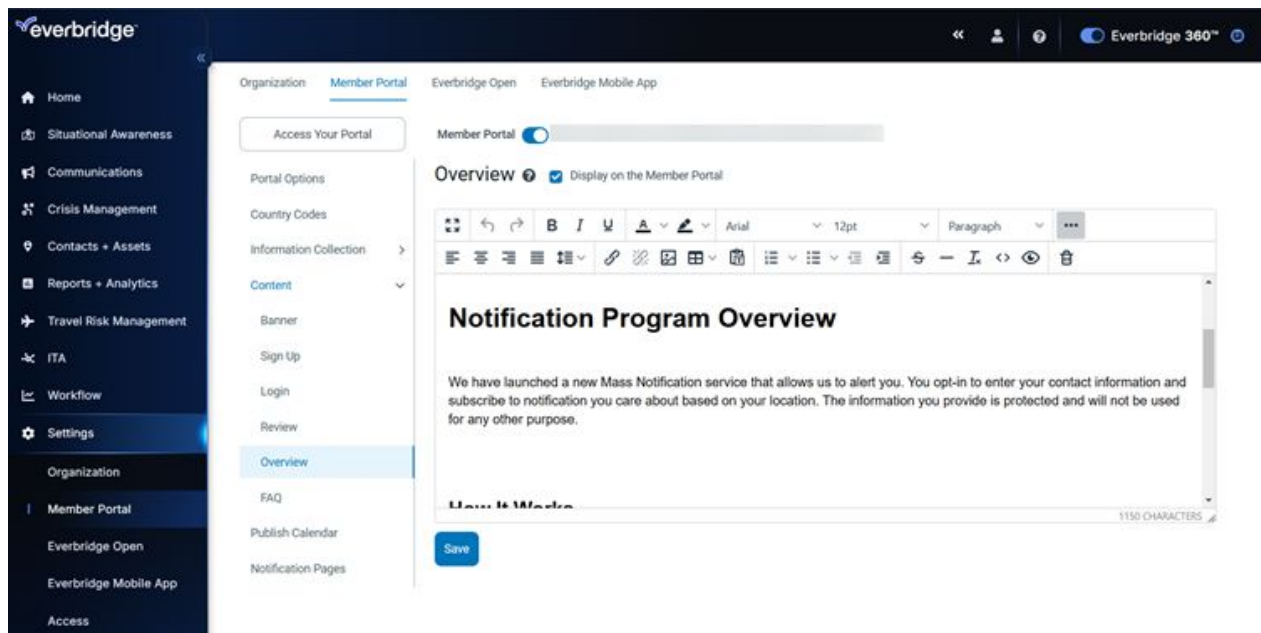 everbridge
Everbridge 360™
Home
Situational Awareness
Communications
Crisis Management
Contacts + Assets
Reports + Analytics
Travel Risk Management
ITA
Workflow
Settings
Organization
Member Portal
Everbridge Open
Everbridge Mobile App
Access
Organization Member Portal Everbridge Open Everbridge Mobile App
Access Your Portal
Portal Options
Country Codes
Information Collection
Content
Banner
Sign Up
Login
Review
Overview
FAQ
Publish Calendar
Notification Pages
Member Portal
Overview Display on the Member Portal
B I U A Arial 12pt Paragraph
Notification Program Overview
We have launched a new Mass Notification service that allows us to alert you. You opt-in to enter your contact information and
subscribe to notification you care about based on your location. The information you provide is protected and will not be used
for any other purpose.
How It Works
1150 CHARACTERS
Save